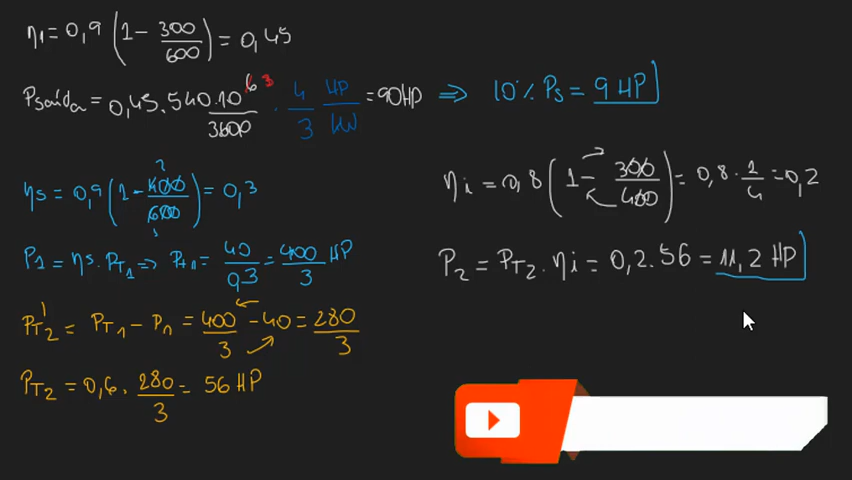 η1 = 0,9 (1 - 300/600) = 0,45
Psaída = 0,45.540.10^6 3/3600 . 4/3 HP/kW = 90HP ⇒ 10% Ps = 9 HP
ηs = 0,9 (1 - 400/600) = 0,3
2
3
ηi = 0,8 (1 - 300/400) = 0,8 . 1/4 = 0,2
P1 = ηs . PT1 ⇒ PT1 = 40/0,3 = 400/3 HP
P2 = PT2 . ηi = 0,2 . 56 = 11,2 HP
PT2' = PT1 - P1 = 400/3 - 40 = 280/3
PT2 = 0,6 . 280/3 = 56 HP